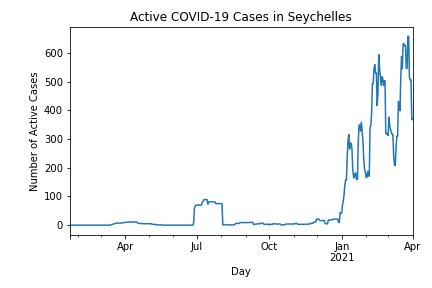 Active COVID-19 Cases in Seychelles
Number of Active Cases
600
500
400
300
200
100
0
Apr
Jul
Oct
Jan
2021
Apr
Day